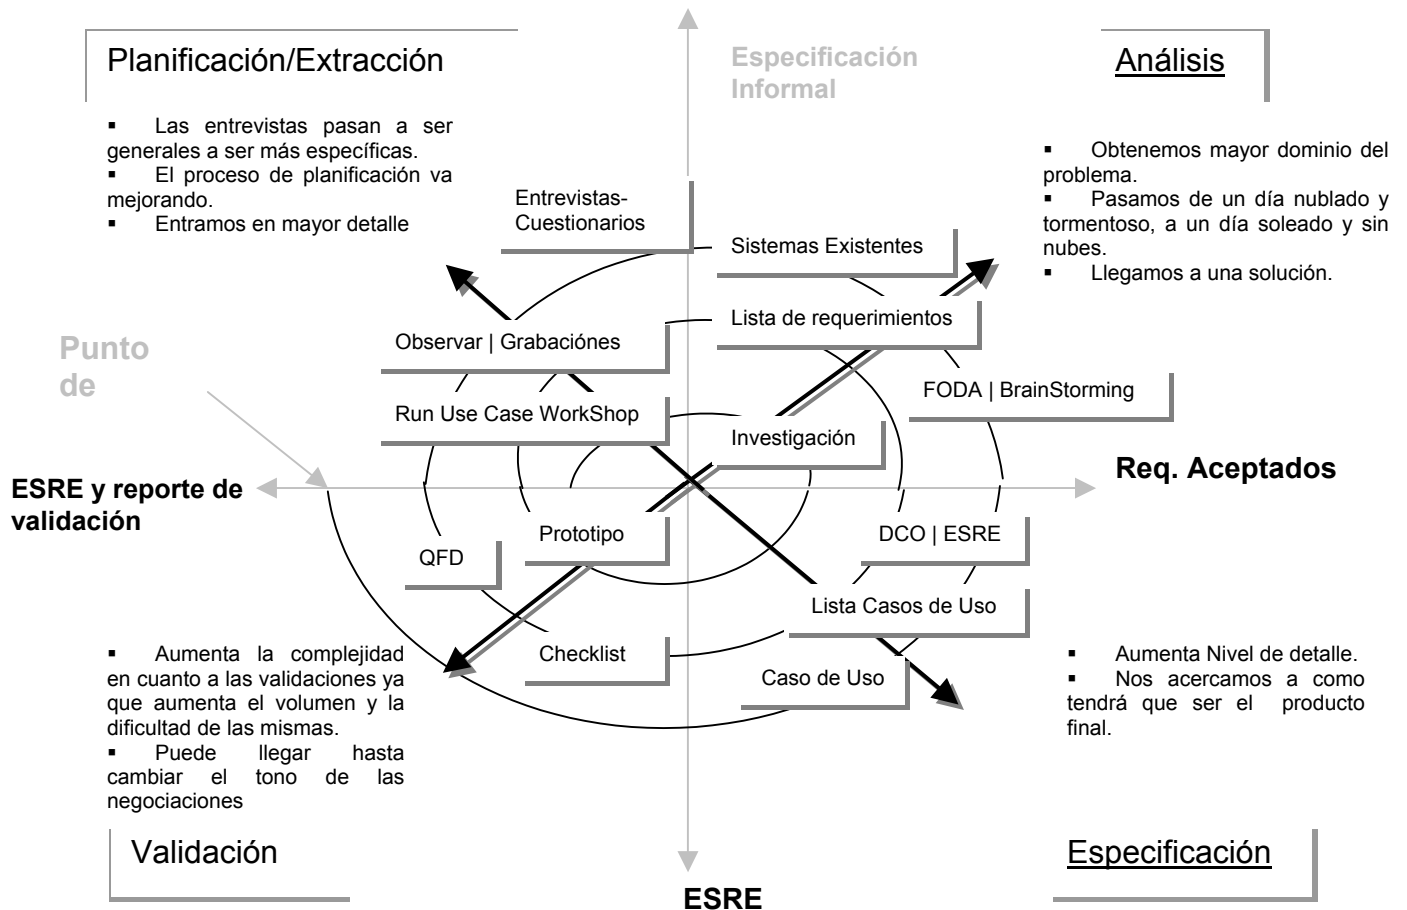 Planificación/Extracción
Especificación
Informal
Análisis
▪ Las entrevistas pasan a ser
generales a ser más específicas.
▪ El proceso de planificación va
mejorando.
▪ Entramos en mayor detalle
▪ Obtenemos mayor dominio del
problema.
▪ Pasamos de un día nublado y
tormentoso, a un día soleado y sin
nubes.
▪ Llegamos a una solución.
Entrevistas-
Cuestionarios
Sistemas Existentes
Lista de requerimientos
Observar | Grabaciónes
Punto
de
FODA | BrainStorming
Run Use Case WorkShop
Investigación
ESRE y reporte de
validación
Req. Aceptados
Prototipo
DCO | ESRE
QFD
Lista Casos de Uso
Checklist
Caso de Uso
▪ Aumenta la complejidad
en cuanto a las validaciones ya
que aumenta el volumen y la
dificultad de las mismas.
▪ Puede llegar hasta
cambiar el tono de las
negociaciones
▪ Aumenta Nivel de detalle.
▪ Nos acercamos a como
tendrá que ser el producto
final.
Validación
Especificación
ESRE